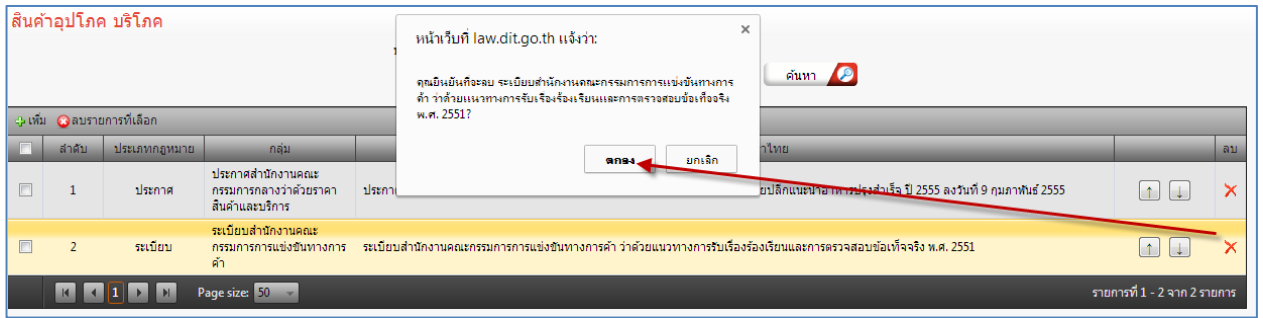 สินค้าอุปโภค บริโภค
หน้าเว็บที่ law.dit.go.th แจ้งว่า:
คุณยืนยันที่จะลบ ระเบียบสำนักงานคณะกรรมการการแข่งขันทางการ
ค้า ว่าด้วยแนวทางการรับเรื่องร้องเรียนและการตรวจสอบข้อเท็จจริง
พ.ศ. 2551?
ตกลง ยกเลิก
ค้นหา
เพิ่ม ลบรายการที่เลือก
ลำดับ ประเภทกฎหมาย กลุ่ม ลบ
ประกาศสำนักงานคณะ
1 ประกาศ กรรมการกลางว่าด้วยราคา ปี 2555 ลงวันที่ 9 กุมภาพันธ์ 2555
สินค้าและบริการ
ระเบียบสำนักงานคณะ
2 ระเบียบ กรรมการการแข่งขันทางการ ระเบียบสำนักงานคณะกรรมการการแข่งขันทางการค้า ว่าด้วยแนวทางการรับเรื่องร้องเรียนและการตรวจสอบข้อเท็จจริง พ.ศ. 2551
ค้า
1 Page size: 50 รายการที่ 1 - 2 จาก 2 รายการ